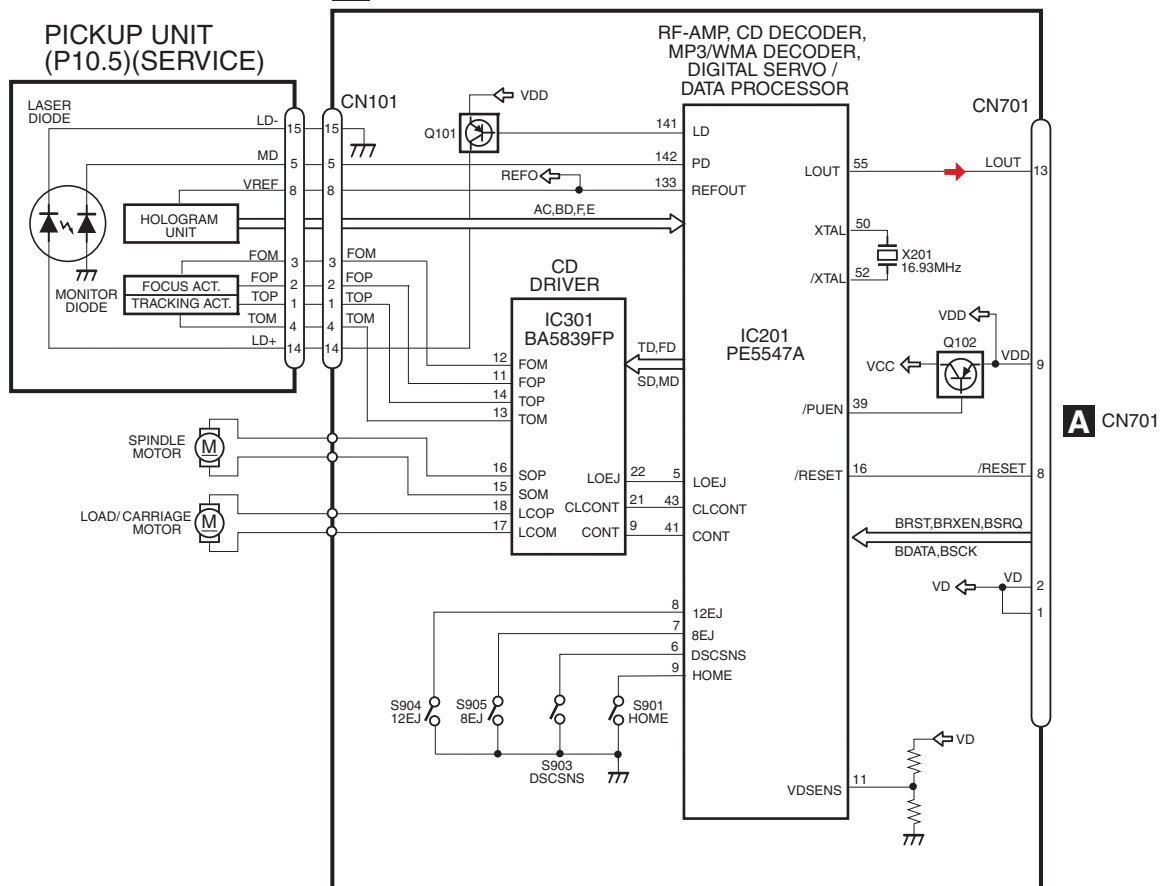 PICKUP UNIT
(P10.5)(SERVICE)
RF-AMP, CD DECODER,
MP3/WMA DECODER,
DIGITAL SERVO /
DATA PROCESSOR
LASER
DIODE
LD- 15 15
CN101
MD 5 5
VREF 8 8
HOLOGRAM
UNIT
AC,BD,F,E
FOM 3 3 FOM
FOP 2 2 FOP
TOP 1 1 TOP
TOM 4 4 TOM
LD+ 14 14
FOCUS ACT.
TRACKING ACT.
MONITOR
DIODE
Q101
VDD
REFO
141 LD
142 PD
133 REFOUT
CN701
LOUT 55 LOUT 13
XTAL 50
X201
16.93MHz
/XTAL 52
VDD
Q102
VCC
VDD 9
/PUEN 39
A CN701
/RESET 16 /RESET 8
BRST,BRXEN,BSRQ
BDATA,BSCK
VD VD 2
1
CD
DRIVER
IC301
BA5839FP
IC201
PE5547A
TD,FD
SD,MD
12 FOM
11 FOP
14 TOP
13 TOM
16 SOP
15 SOM
18 LCOP
17 LCOM
LOEJ 22 5 LOEJ
CLCONT 21 43 CLCONT
CONT 9 41 CONT
SPINDLE
MOTOR
M
LOAD/CARRIAGE
MOTOR
M
8 12EJ
7 8EJ
6 DSCSNS
9 HOME
S904
12EJ
S905
8EJ
S903
DSCSNS
S901
HOME
VD
VDSENS 11